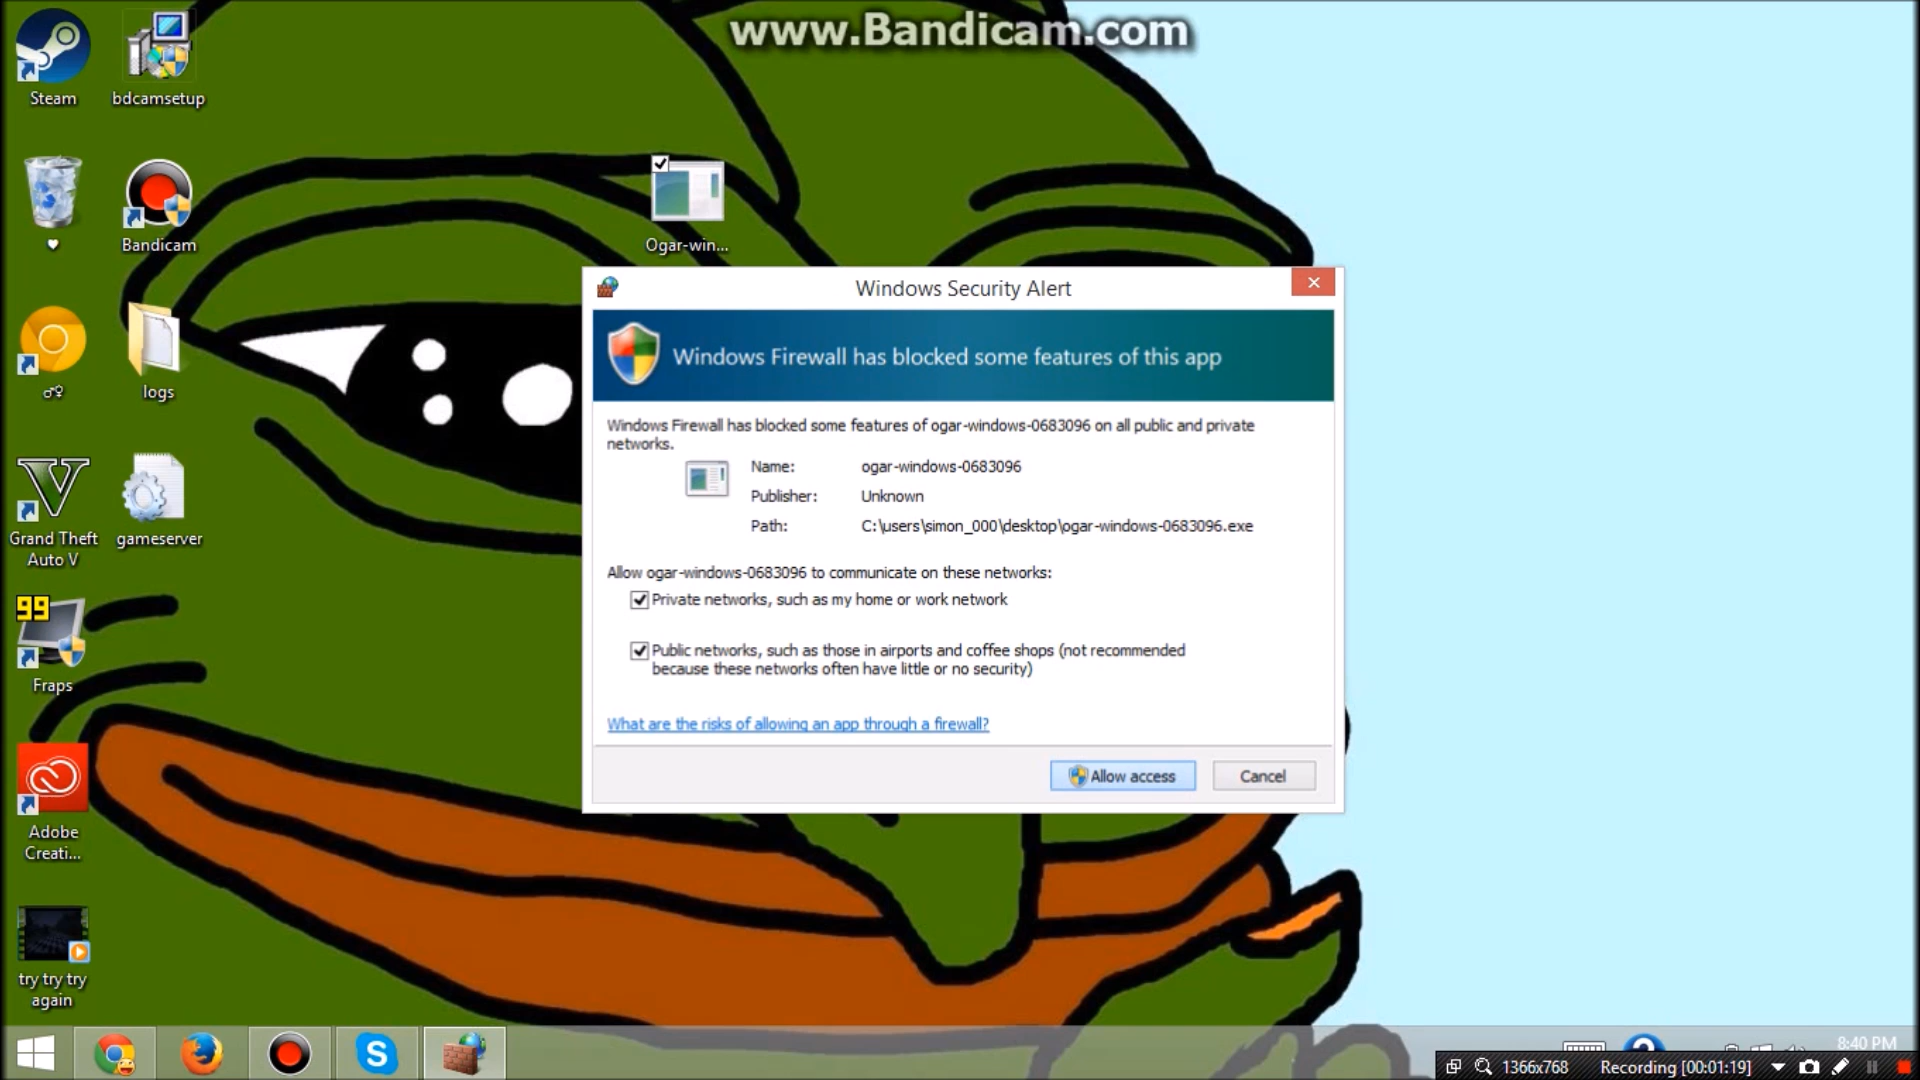 www.Bandicam.com
Steam
bdcamsetup
Bandicam
Ogar-win...
logs
Grand Theft
Auto V
gameserver
99
Fraps
Adobe
Creati...
try try try
again
Windows Security Alert
Windows Firewall has blocked some features of this app
Windows Firewall has blocked some features of ogar-windows-0683096 on all public and private
networks.
Name: ogar-windows-0683096
Publisher: Unknown
Path: C:\users\simon_000\desktop\ogar-windows-0683096.exe
Allow ogar-windows-0683096 to communicate on these networks:
Private networks, such as my home or work network
Public networks, such as those in airports and coffee shops (not recommended
because these networks often have little or no security)
What are the risks of allowing an app through a firewall?
Allow access
Cancel
8:40 PM
1366x768 Recording [00:01:19]